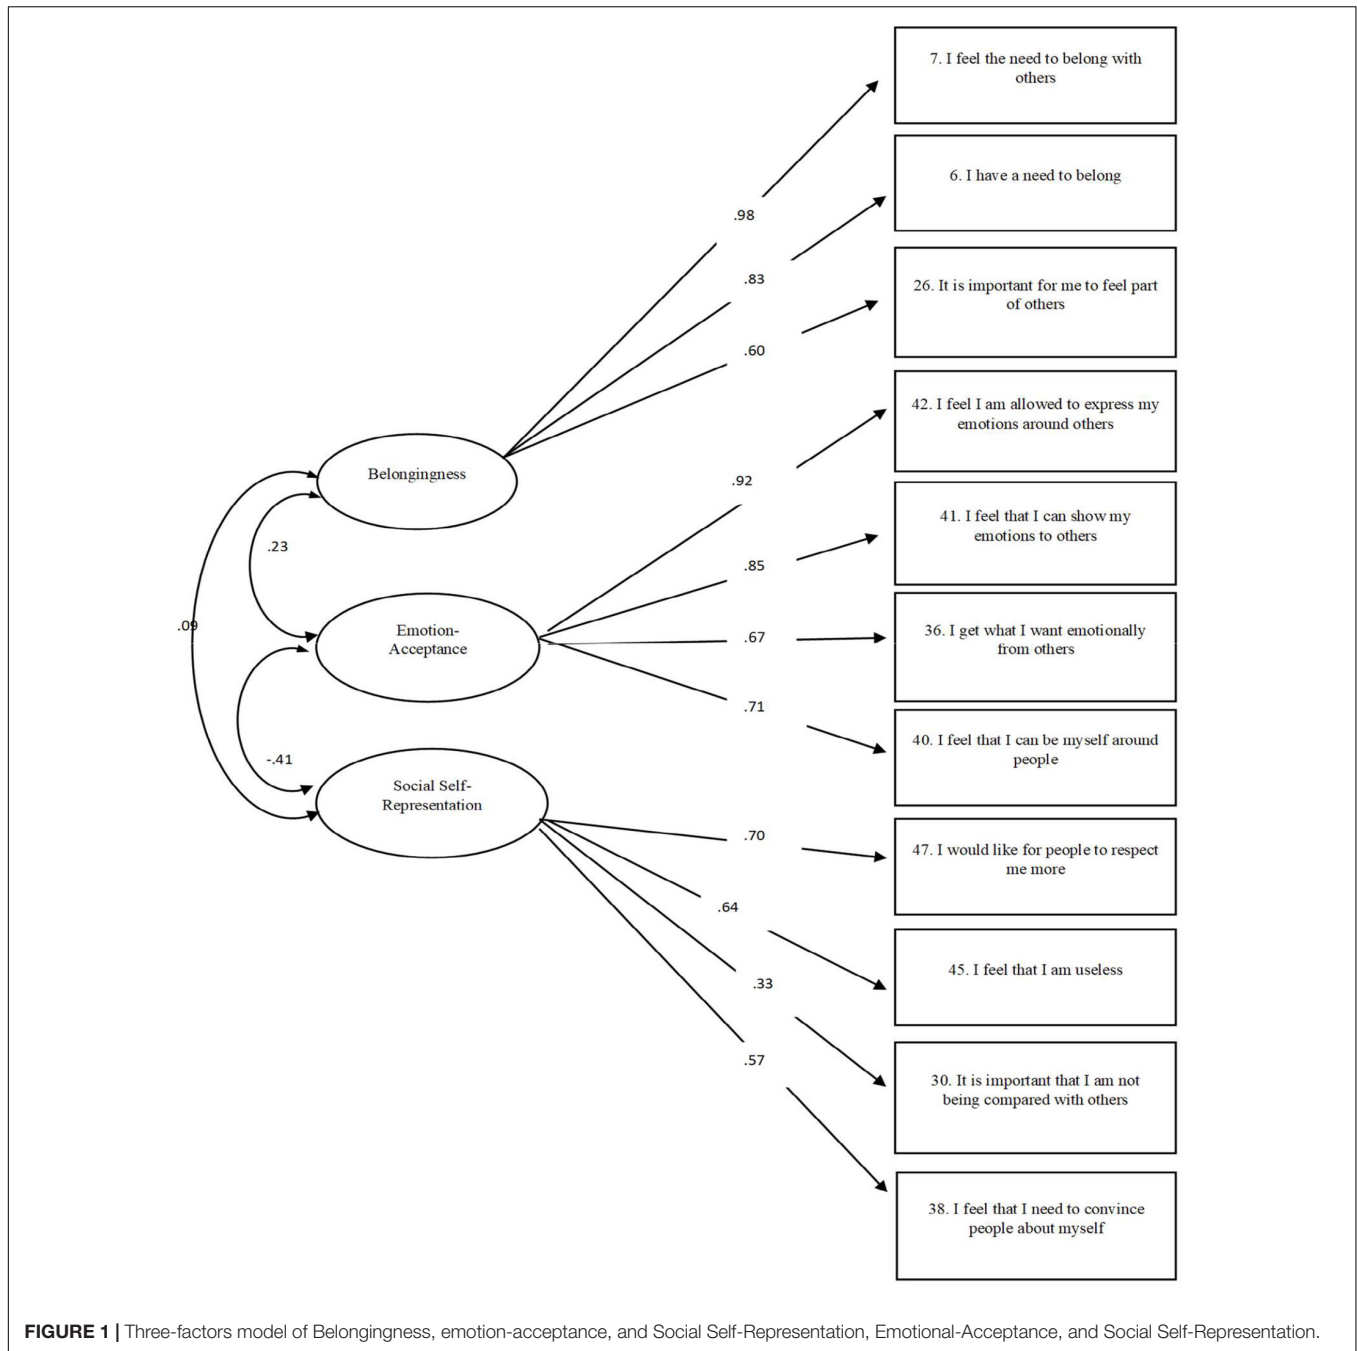 7. I feel the need to belong with
others
.98
6. I have a need to belong
.83
26. It is important for me to feel part
of others
.60
42. I feel I am allowed to express my
emotions around others
.92
Belongingness
41. I feel that I can show my
emotions to others
.85
.23
.09
Emotion-
Acceptance
36. I get what I want emotionally
from others
.67
.71
40. I feel that I can be myself around
people
-.41
Social Self-
Representation
.70
47. I would like for people to respect
me more
.64
45. I feel that I am useless
.33
30. It is important that I am not
being compared with others
.57
38. I feel that I need to convince
people about myself
FIGURE 1 | Three-factors model of Belongingness, emotion-acceptance, and Social Self-Representation, Emotional-Acceptance, and Social Self-Representation.